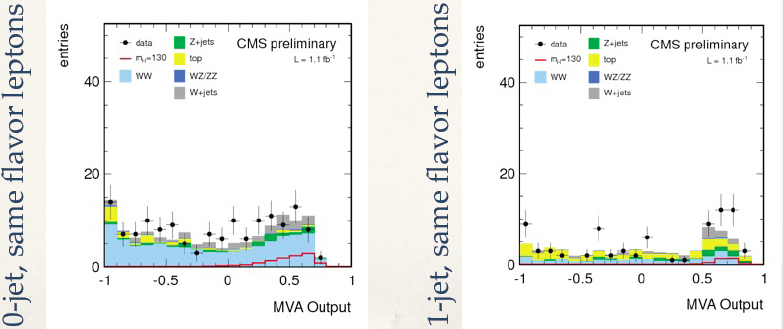 0-jet, same flavor leptons
entries
data
m_H=130
WW
Z+jets
top
WZ/ZZ
W+jets
CMS preliminary
L = 1.1 fb⁻¹
40
20
0
-1
-0.5
0
0.5
1
MVA Output
1-jet, same flavor leptons
entries
data
m_H=130
WW
Z+jets
top
WZ/ZZ
W+jets
CMS preliminary
L = 1.1 fb⁻¹
40
20
0
-1
-0.5
0
0.5
1
MVA Output